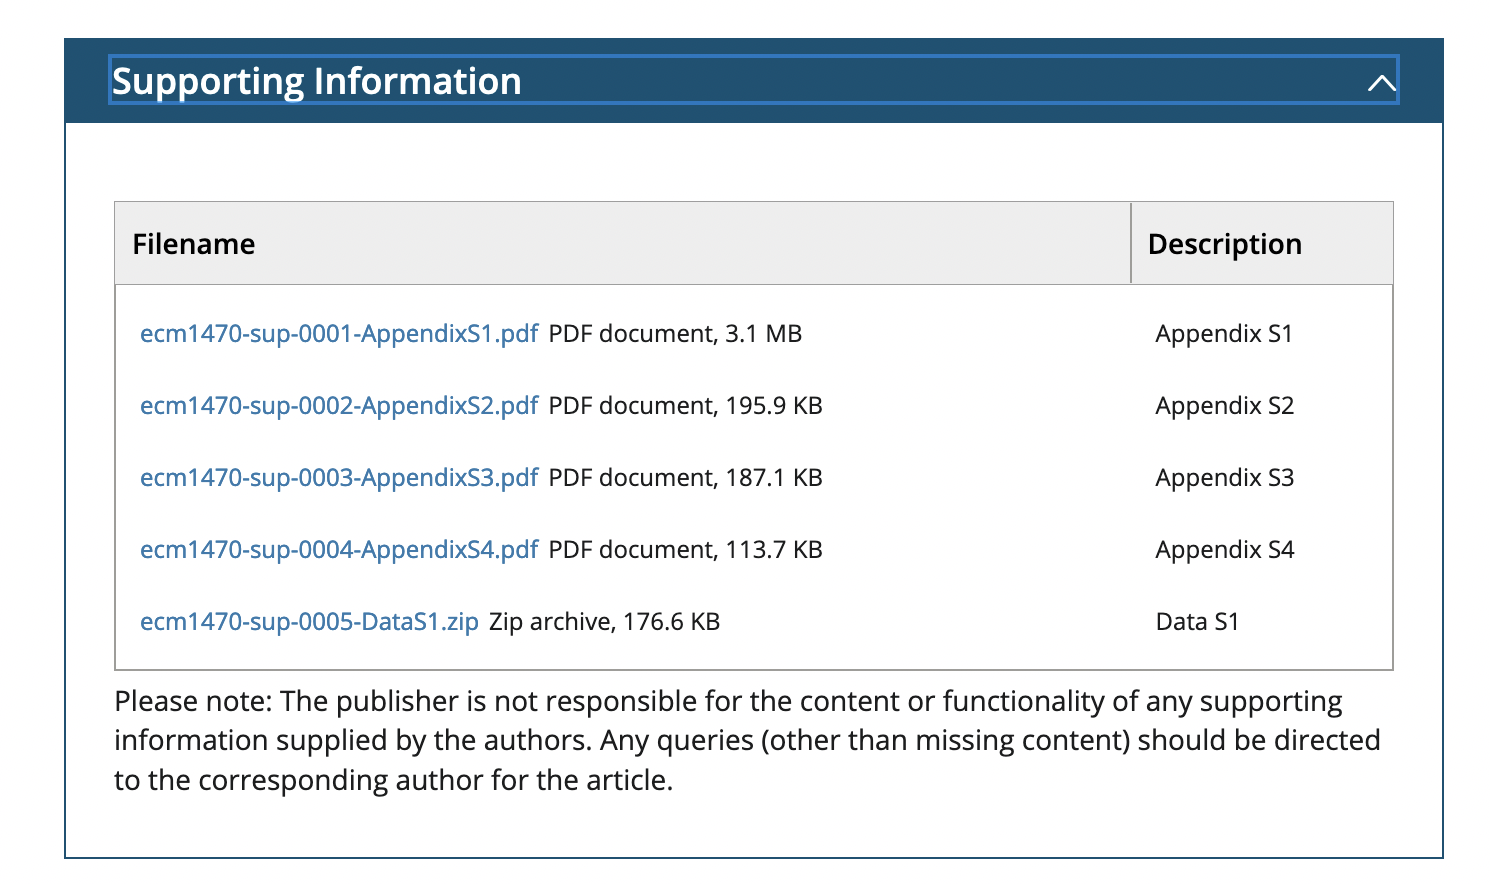 Supporting Information
Filename Description
ecm1470-sup-0001-AppendixS1.pdf PDF document, 3.1 MB Appendix S1
ecm1470-sup-0002-AppendixS2.pdf PDF document, 195.9 KB Appendix S2
ecm1470-sup-0003-AppendixS3.pdf PDF document, 187.1 KB Appendix S3
ecm1470-sup-0004-AppendixS4.pdf PDF document, 113.7 KB Appendix S4
ecm1470-sup-0005-DataS1.zip Zip archive, 176.6 KB Data S1
Please note: The publisher is not responsible for the content or functionality of any supporting
information supplied by the authors. Any queries (other than missing content) should be directed
to the corresponding author for the article.